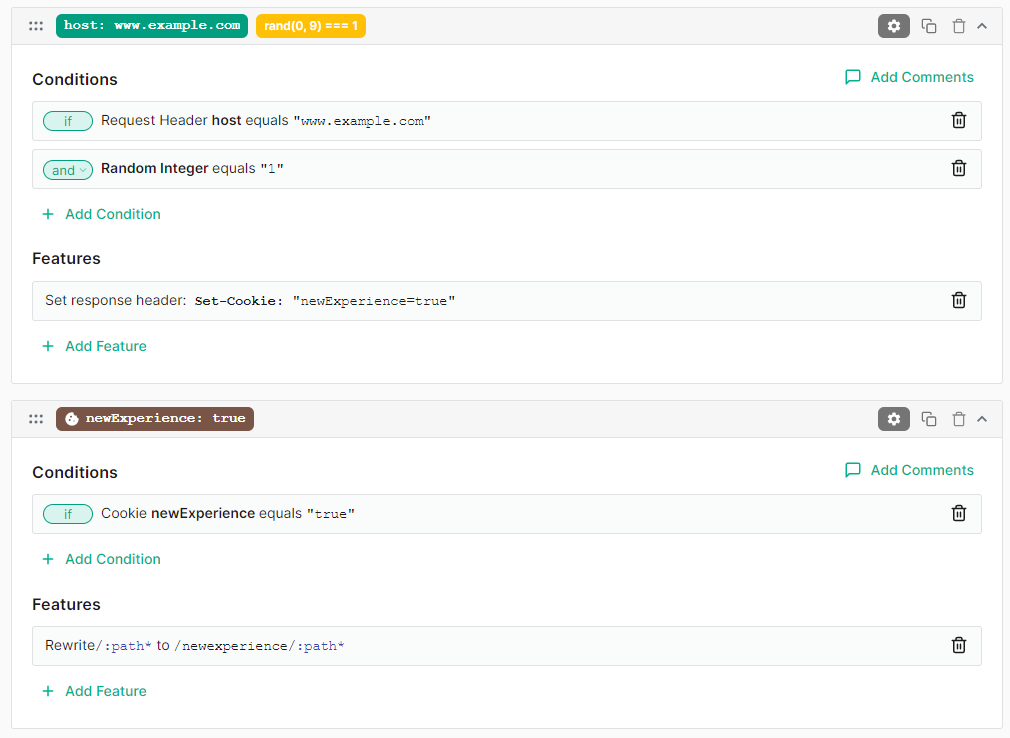 host: www.example.com rand(0, 9) === 1
Conditions Add Comments
if Request Header host equals "www.example.com"
and Random Integer equals "1"
+ Add Condition
Features
Set response header: Set-Cookie: "newExperience=true"
+ Add Feature
newExperience: true
Conditions Add Comments
if Cookie newExperience equals "true"
+ Add Condition
Features
Rewrite/:path* to /newexperience/:path*
+ Add Feature